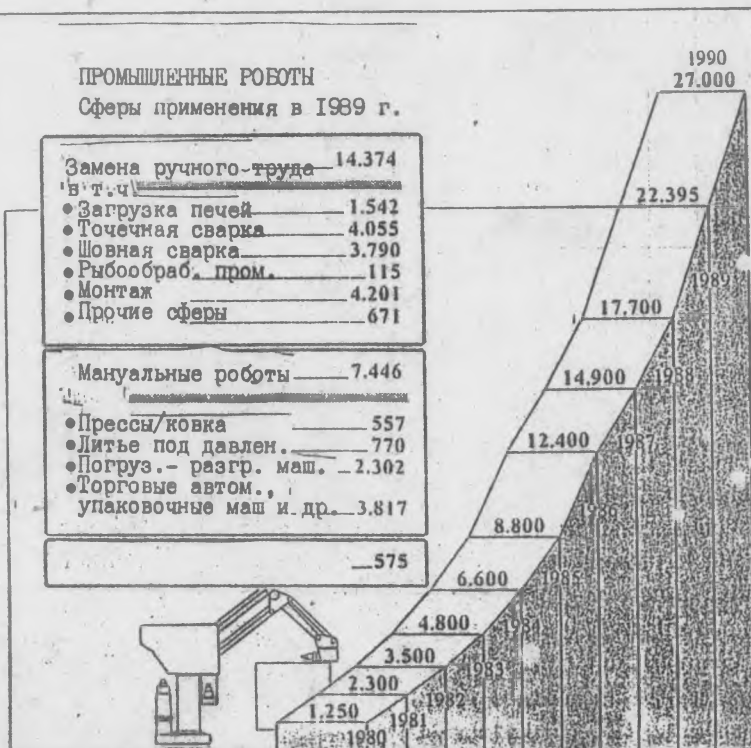 ПРОМЫШЛЕННЫЕ РОБОТЫ
Сферы применения в I989 г.
Замена ручного труда 14.374
в т.ч.
•Загрузка печей 1.542
•Точечная сварка 4.055
•Шовная сварка 3.790
•Рыбообраб. пром. 115
•Монтаж 4.201
•Прочие сферы 671
Мануальные роботы 7.446
•Прессы/ковка 557
•Литье под давлен. 770
•Погруз.- разгр. маш. 2.302
•Торговые автом.,
упаковочные маш и др. 3.817
575
1990
27.000
22.395
1989
17.700
1988
14.900
1987
12.400
1986
8.800
1985
6.600
1984
4.800
1983
3.500
1982
2.300
1981
1.250
1980